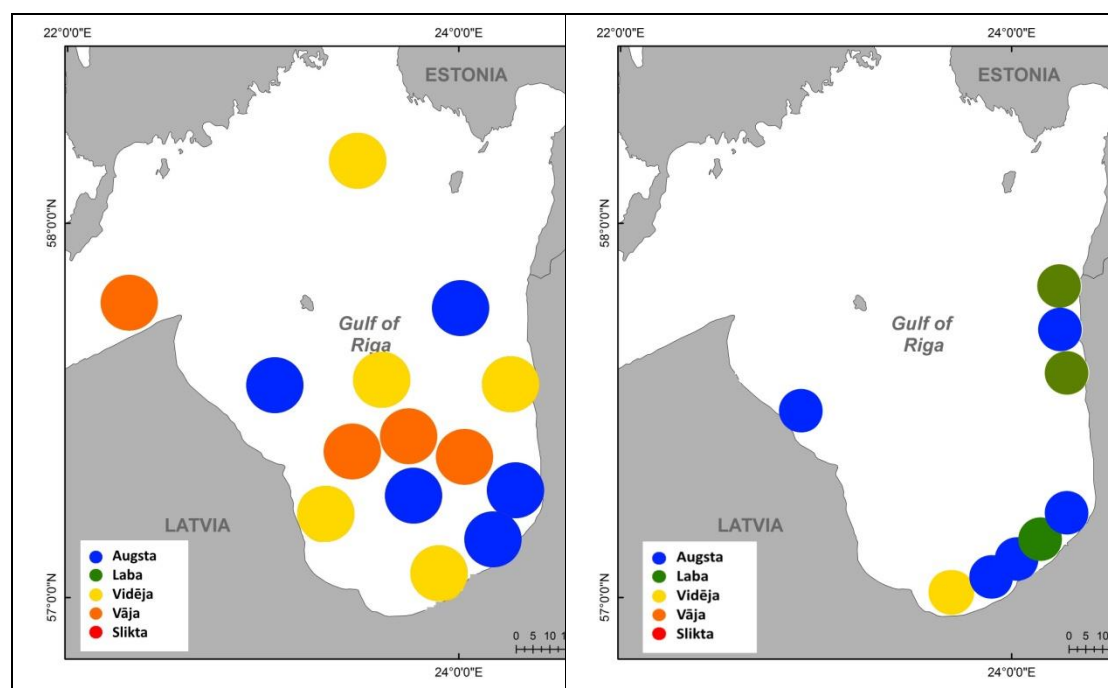 22°0'0"E
24°0'0"E
ESTONIA
58°0'0"N
Gulf of
Riga
LATVIA
Augsta
Laba
Vidēja
Vāja
Slikta
57°0'0"N
0 5 10
24°0'0"E
22°0'0"E
24°0'0"E
ESTONIA
58°0'0"N
Gulf of
Riga
LATVIA
Augsta
Laba
Vidēja
Vāja
Slikta
57°0'0"N
0 5 10
24°0'0"E